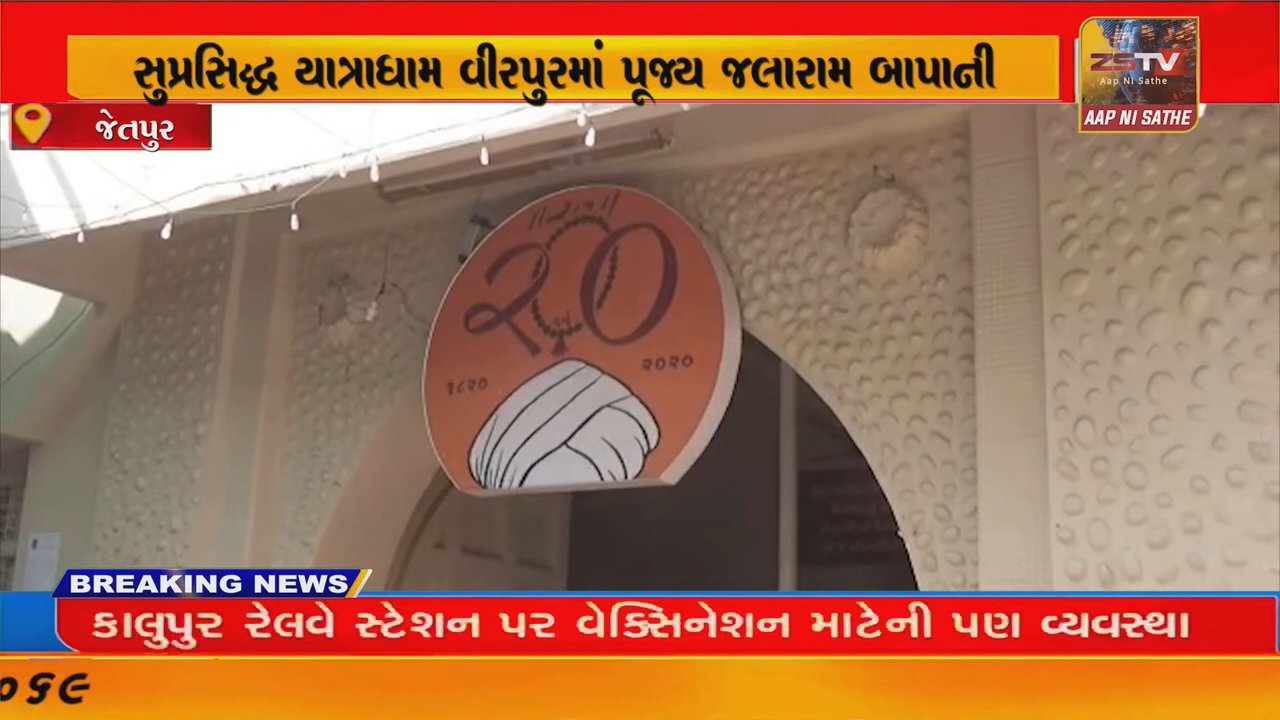 સુપ્રસિદ્ધ યાત્રાધામ વીરપુરમાં પૂજ્ય જલારામ બાપાની
ZSTV
Aap Ni Sathe
AAP NI SATHE
જેતપુર
૨૦૦
૧૮૨૦
૨૦૨૦
BREAKING NEWS
કાલુપુર રેલવે સ્ટેશન પર વેક્સિનેશન માટેની પણ વ્યવસ્થા
૦૬૯